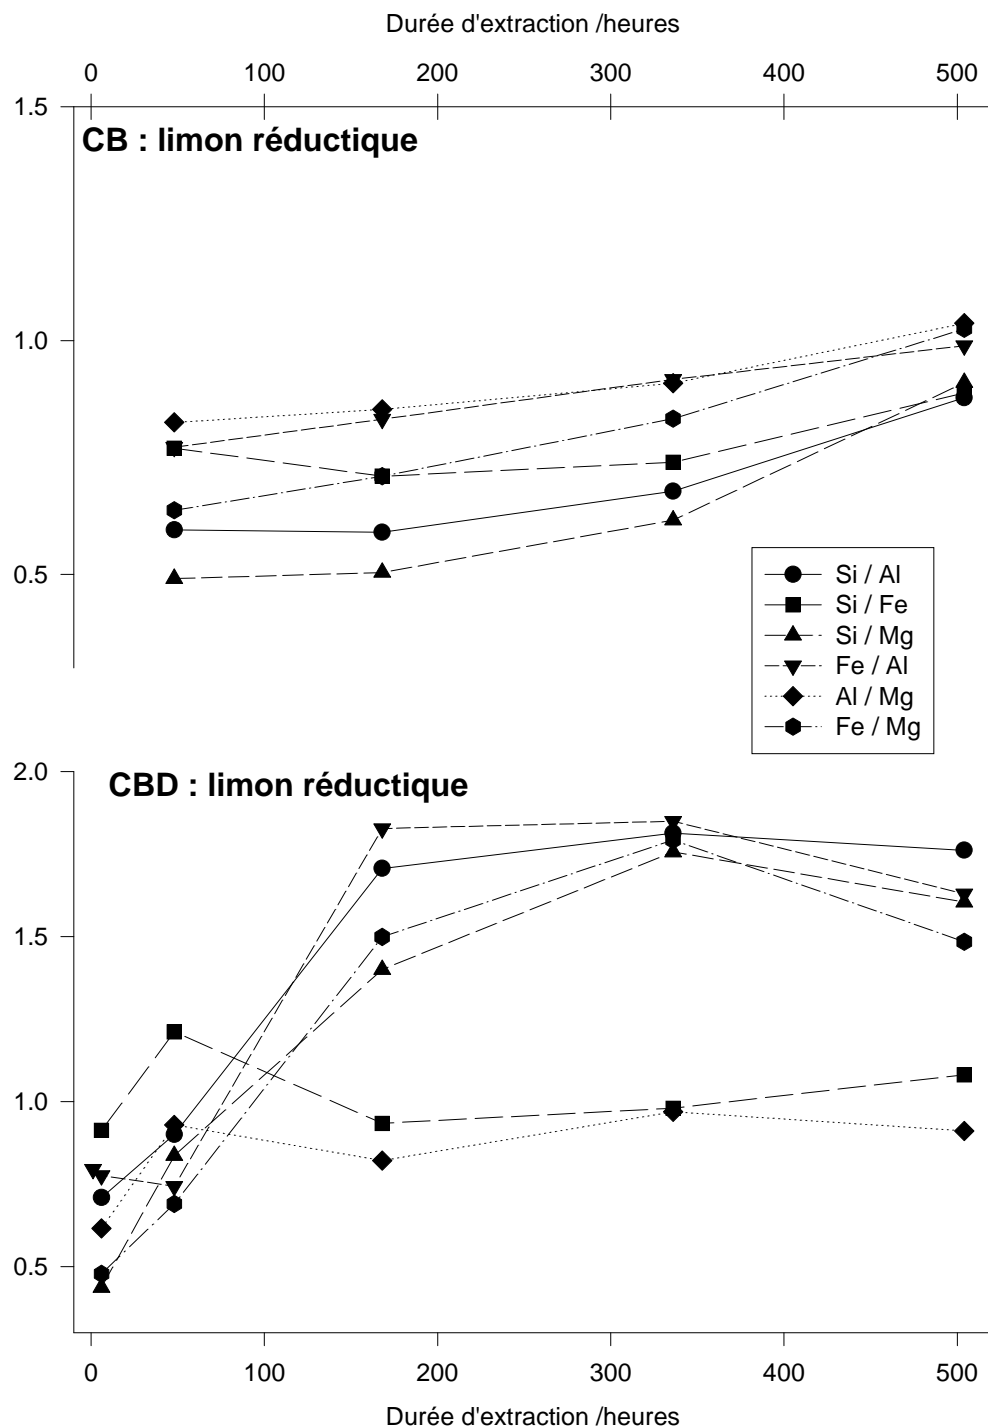 Durée d'extraction /heures
0 100 200 300 400 500
1.5
CB : limon réductique
1.0
0.5
Si / Al
Si / Fe
Si / Mg
Fe / Al
Al / Mg
Fe / Mg
2.0
CBD : limon réductique
1.5
1.0
0.5
0 100 200 300 400 500
Durée d'extraction /heures